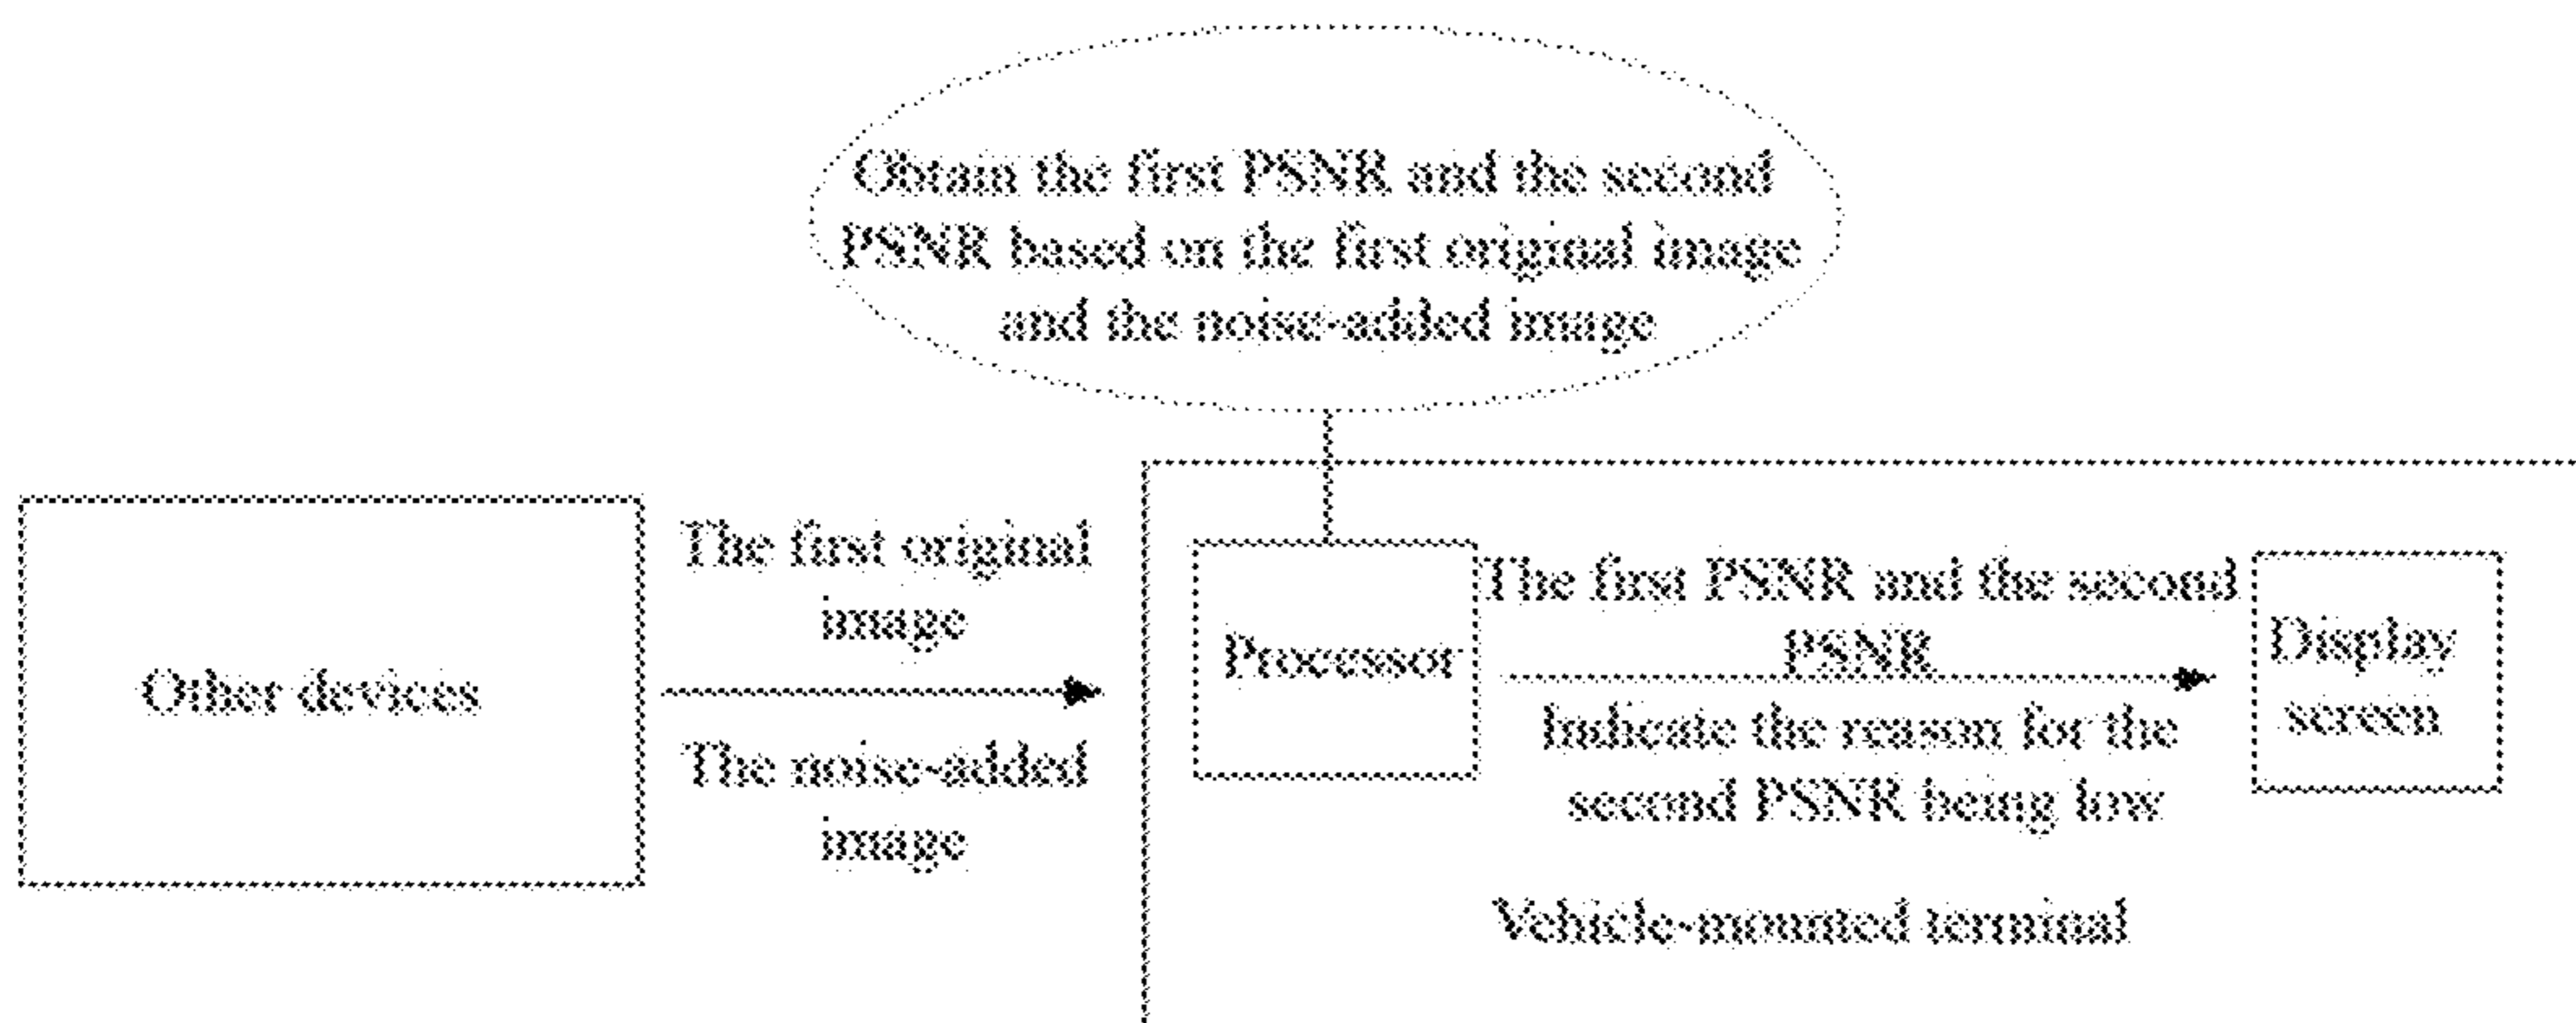 Obtain the first PSNR and the second
PSNR based on the first original image
and the noise-added image
Other devices
The first original
image
The noise-added
image
Processor
The first PSNR and the second
PSNR
Indicate the reason for the
second PSNR being low
Display
screen
Vehicle-mounted terminal